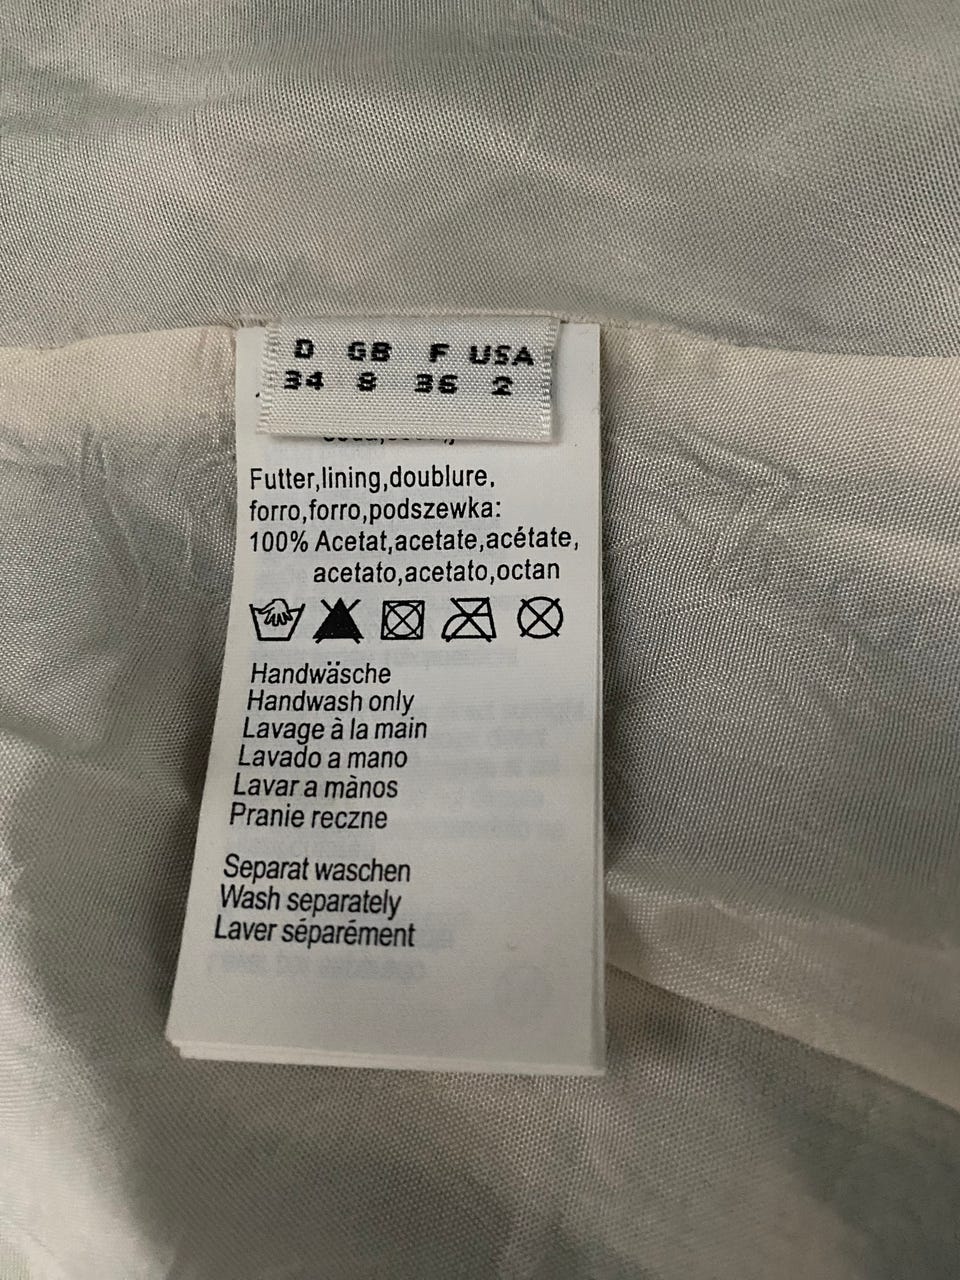 D GB F USA
34 8 36 2
Futter,lining,doublure,
forro,forro,podszewka:
100% Acetat,acetate,acétate,
acetato,acetato,octan
Handwäsche
Handwash only
Lavage à la main
Lavado a mano
Lavar a mànos
Pranie reczne
Separat waschen
Wash separately
Laver séparément